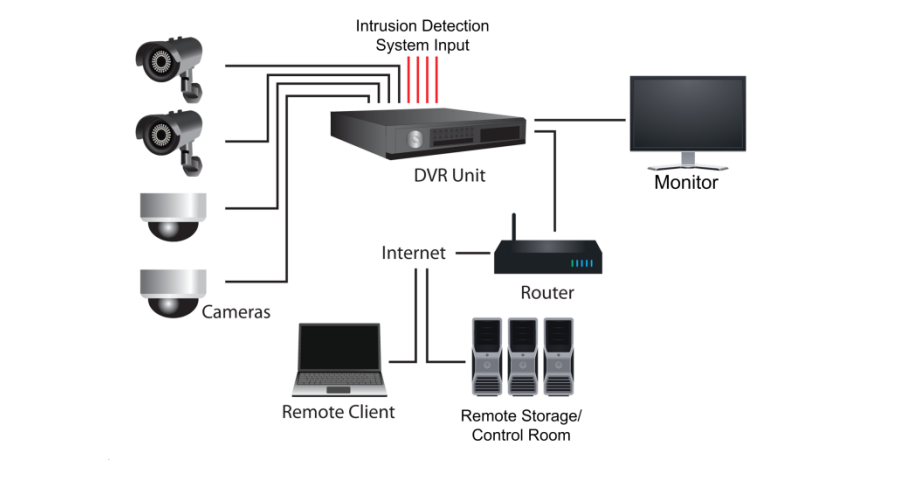 Intrusion Detection
System Input
DVR Unit
Monitor
Internet
Router
Cameras
Remote Client
Remote Storage/
Control Room